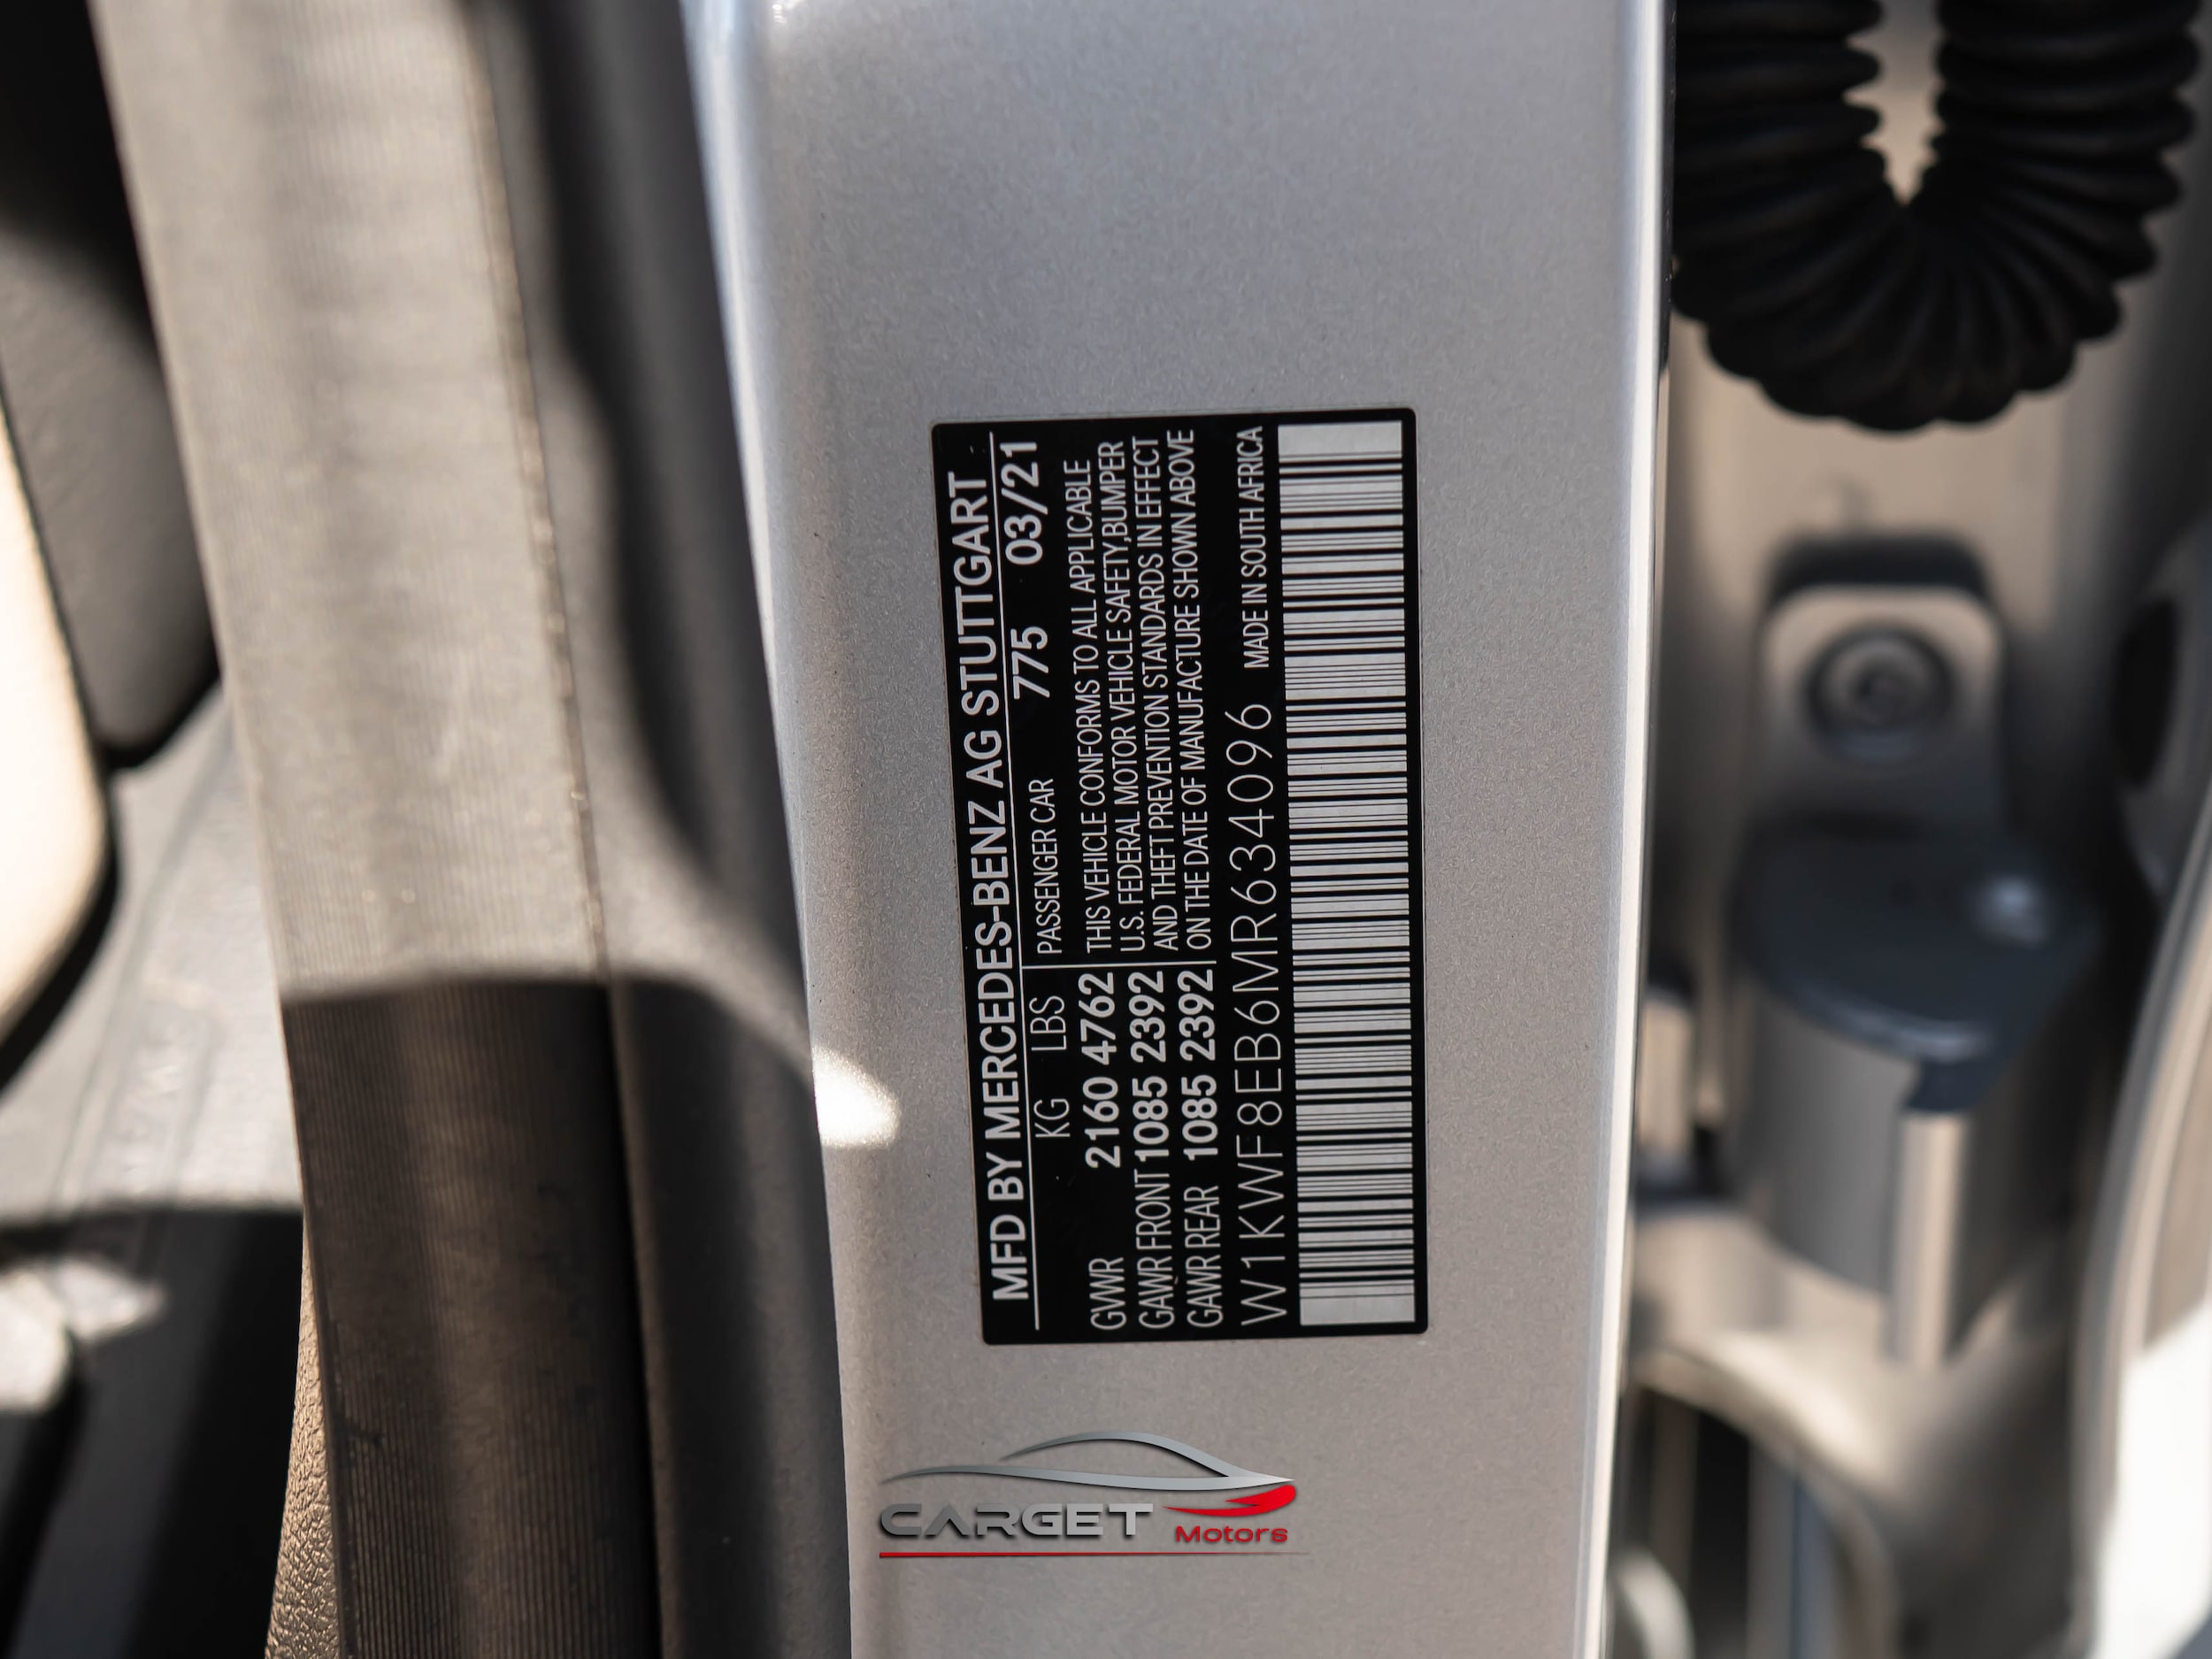 MFD BY MERCEDES-BENZ AG STUTTGART
KG LBS PASSENGER CAR 775 03/21
GVWR 2160 4762 THIS VEHICLE CONFORMS TO ALL APPLICABLE
GAWR FRONT 1085 2392 U.S. FEDERAL MOTOR VEHICLE SAFETY,BUMPER
AND THEFT PREVENTION STANDARDS IN EFFECT
GAWR REAR 1085 2392 ON THE DATE OF MANUFACTURE SHOWN ABOVE
W1KWF8EB6MR634096 MADE IN SOUTH AFRICA
CARGET
Motors